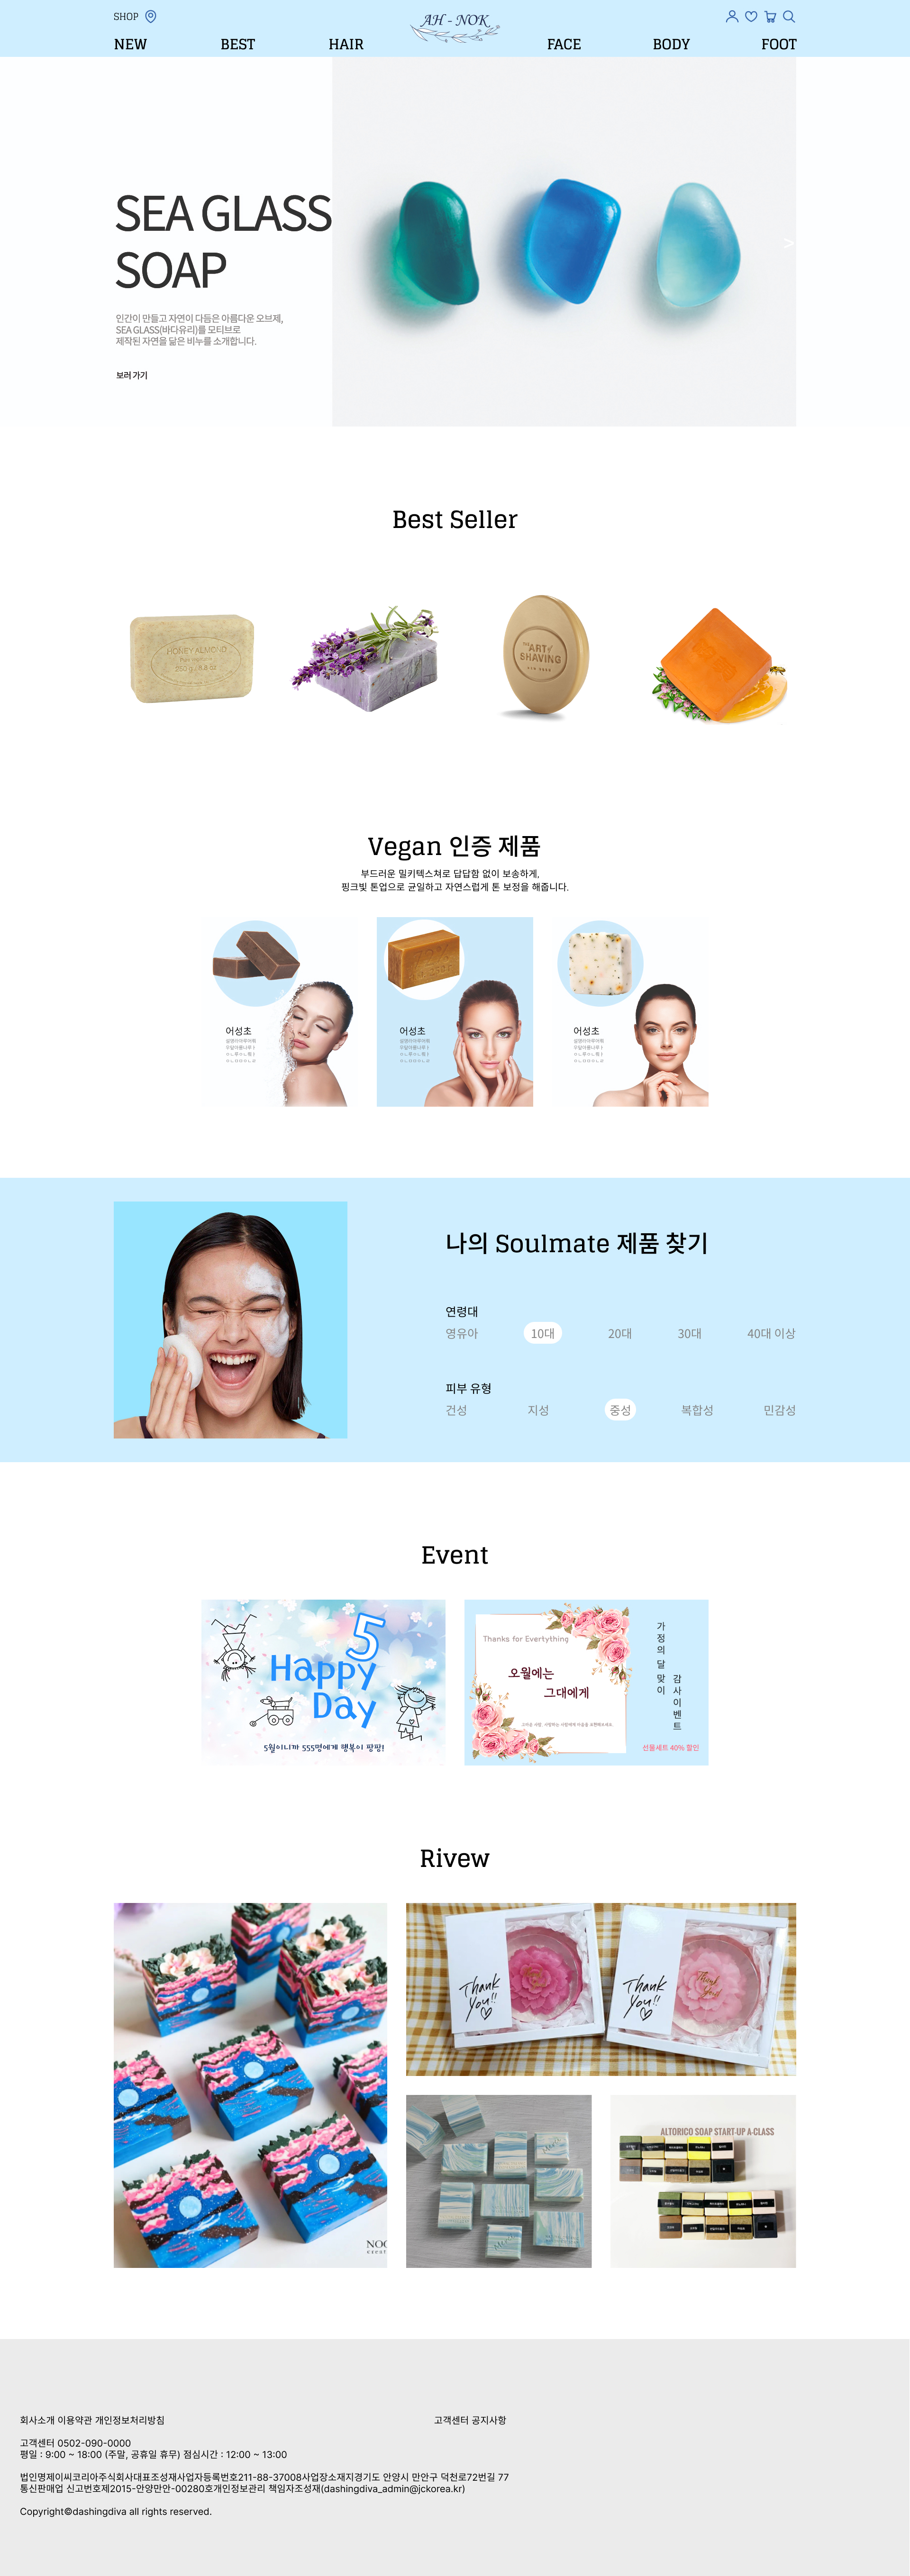 SHOP
AH - NOK
NEW BEST HAIR FACE BODY FOOT
SEA GLASS
SOAP
>
인간이 만들고 자연이 다듬은 아름다운 오브제,
SEA GLASS(바다유리)를 모티브로
제작된 자연을 닮은 비누를 소개합니다.
보러 가기
Best Seller
HONEY ALMOND
250 g / 8.8 oz
THE ART OF
SHAVING
Vegan 인증 제품
부드러운 밀키텍스쳐로 답답함 없이 보송하게,
핑크빛 톤업으로 균일하고 자연스럽게 톤 보정을 해줍니다.
어성초
어성초
어성초
나의 Soulmate 제품 찾기
연령대
영유아 10대 20대 30대 40대 이상
피부 유형
건성 지성 중성 복합성 민감성
Event
5
Happy
Day
5월이니까 555명에게 행복이 팡팡!
Thanks for Evertything
오월에는
그대에게
가정의 달 맞이
감사이벤트
선물세트 40% 할인
Rivew
Thank
You!!
Thank
You!!
Thank
You
ALTORICO SOAP START-UP A-CLASS
회사소개 이용약관 개인정보처리방침
고객센터 공지사항
고객센터 0502-090-0000
평일 : 9:00 ~ 18:00 (주말, 공휴일 휴무) 점심시간 : 12:00 ~ 13:00
법인명제이씨코리아주식회사대표조성재사업자등록번호211-88-37008사업장소재지경기도 안양시 만안구 덕천로72번길 77
통신판매업 신고번호제2015-안양만안-00280호개인정보관리 책임자조성재(dashingdiva_admin@jckorea.kr)
Copyright©dashingdiva all rights reserved.